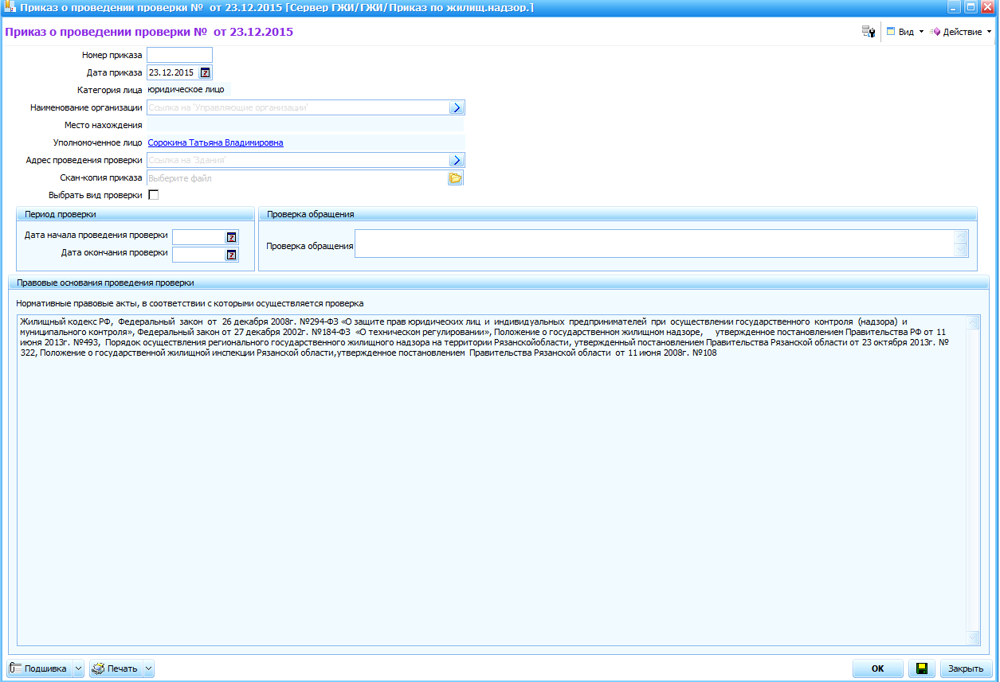 Приказ о проведении проверки № от 23.12.2015 [Сервер ГЖИ/ГЖИ/Приказ по жилищ.надзор.]
Приказ о проведении проверки № от 23.12.2015
Вид
Действие
Номер приказа
Дата приказа 23.12.2015
Категория лица юридическое лицо
Наименование организации Ссылка на 'Управляющие организации'
Место нахождения
Уполномоченное лицо Сорокина Татьяна Владимировна
Адрес проведения проверки Ссылка на 'Здания'
Скан-копия приказа Выберите файл
Выбрать вид проверки
Период проверки
Дата начала проведения проверки
Дата окончания проверки
Проверка обращения
Проверка обращения
Правовые основания проведения проверки
Нормативные правовые акты, в соответствии с которыми осуществляется проверка
Жилищный кодекс РФ, Федеральный закон от 26 декабря 2008г. №294-ФЗ «О защите прав юридических лиц и индивидуальных предпринимателей при осуществлении государственного контроля (надзора) и
муниципального контроля», Федеральный закон от 27 декабря 2002г. №184-ФЗ «О техническом регулировании», Положение о государственном жилищном надзоре, утвержденное постановлением Правительства РФ от 11
июня 2013г. №493, Порядок осуществления регионального государственного жилищного надзора на территории Рязанскойобласти, утвержденный постановлением Правительства Рязанской области от 23 октября 2013г. №
322, Положение о государственной жилищной инспекции Рязанской области,утвержденное постановлением Правительства Рязанской области от 11 июня 2008г. №108
Подшивка
Печать
ОК
Закрыть